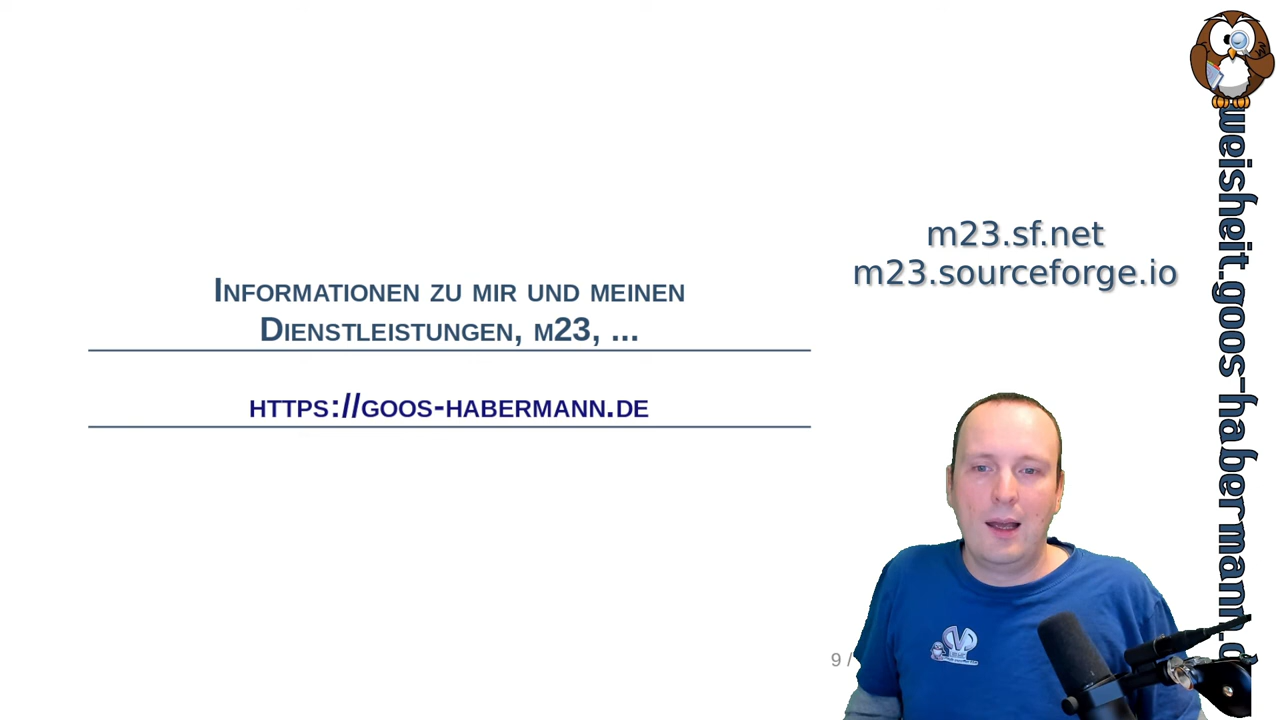 Informationen zu mir und meinen
Dienstleistungen, m23, ...
https://goos-habermann.de
m23.sf.net
m23.sourceforge.io
weisheit.goos-habermann.d
9 /